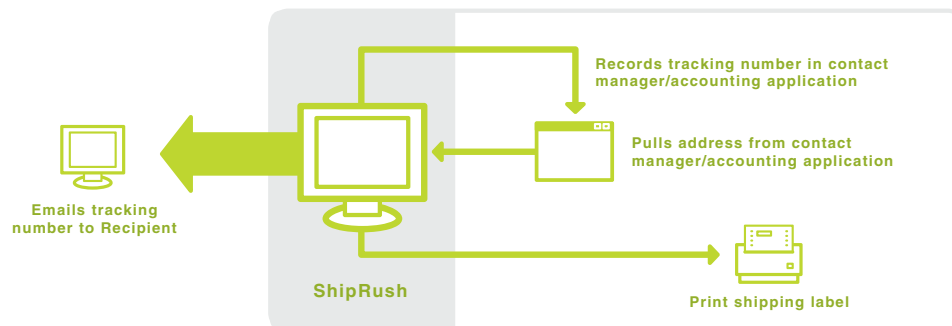 Records tracking number in contact
manager/accounting application
Pulls address from contact
manager/accounting application
Emails tracking
number to Recipient
ShipRush
Print shipping label